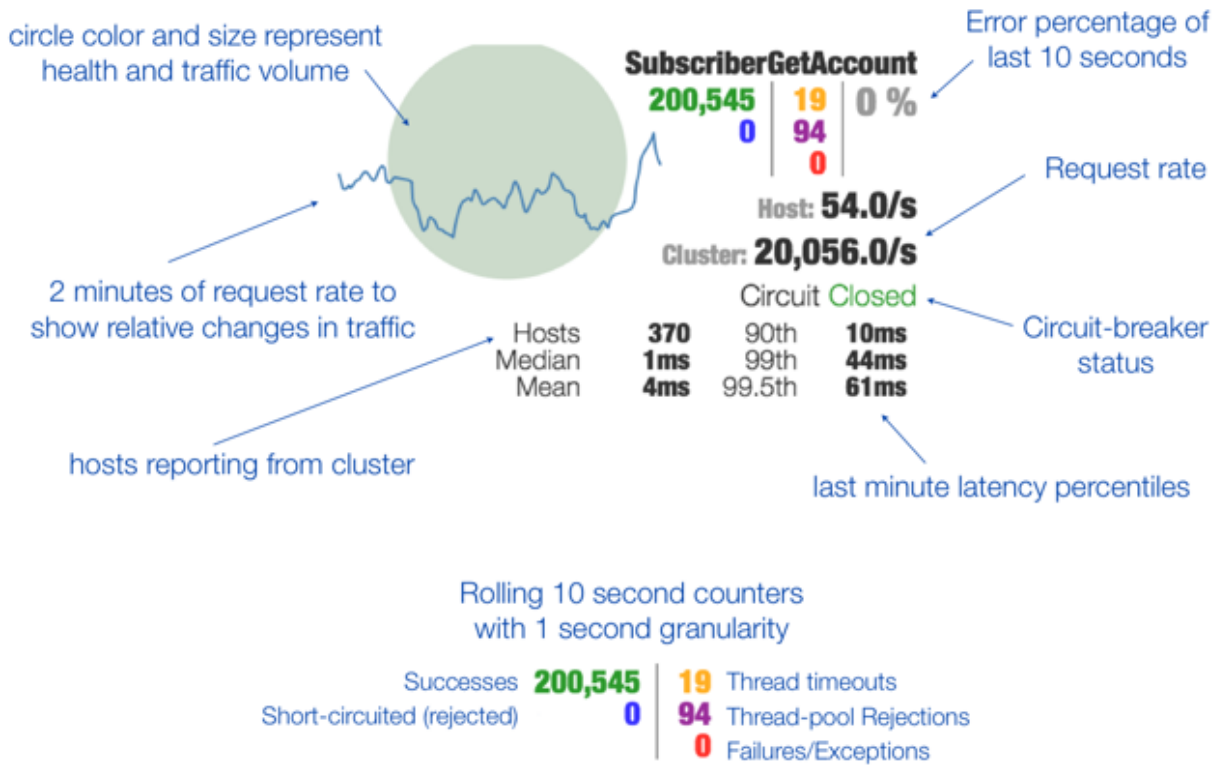 circle color and size represent
health and traffic volume
Error percentage of
last 10 seconds
SubscriberGetAccount
200,545 19 0 %
0 94
0
Request rate
Host: 54.0/s
Cluster: 20,056.0/s
2 minutes of request rate to
show relative changes in traffic
Circuit Closed
Circuit-breaker
status
Hosts 370 90th 10ms
Median 1ms 99th 44ms
Mean 4ms 99.5th 61ms
hosts reporting from cluster
last minute latency percentiles
Rolling 10 second counters
with 1 second granularity
Successes 200,545 19 Thread timeouts
Short-circuited (rejected) 0 94 Thread-pool Rejections
0 Failures/Exceptions